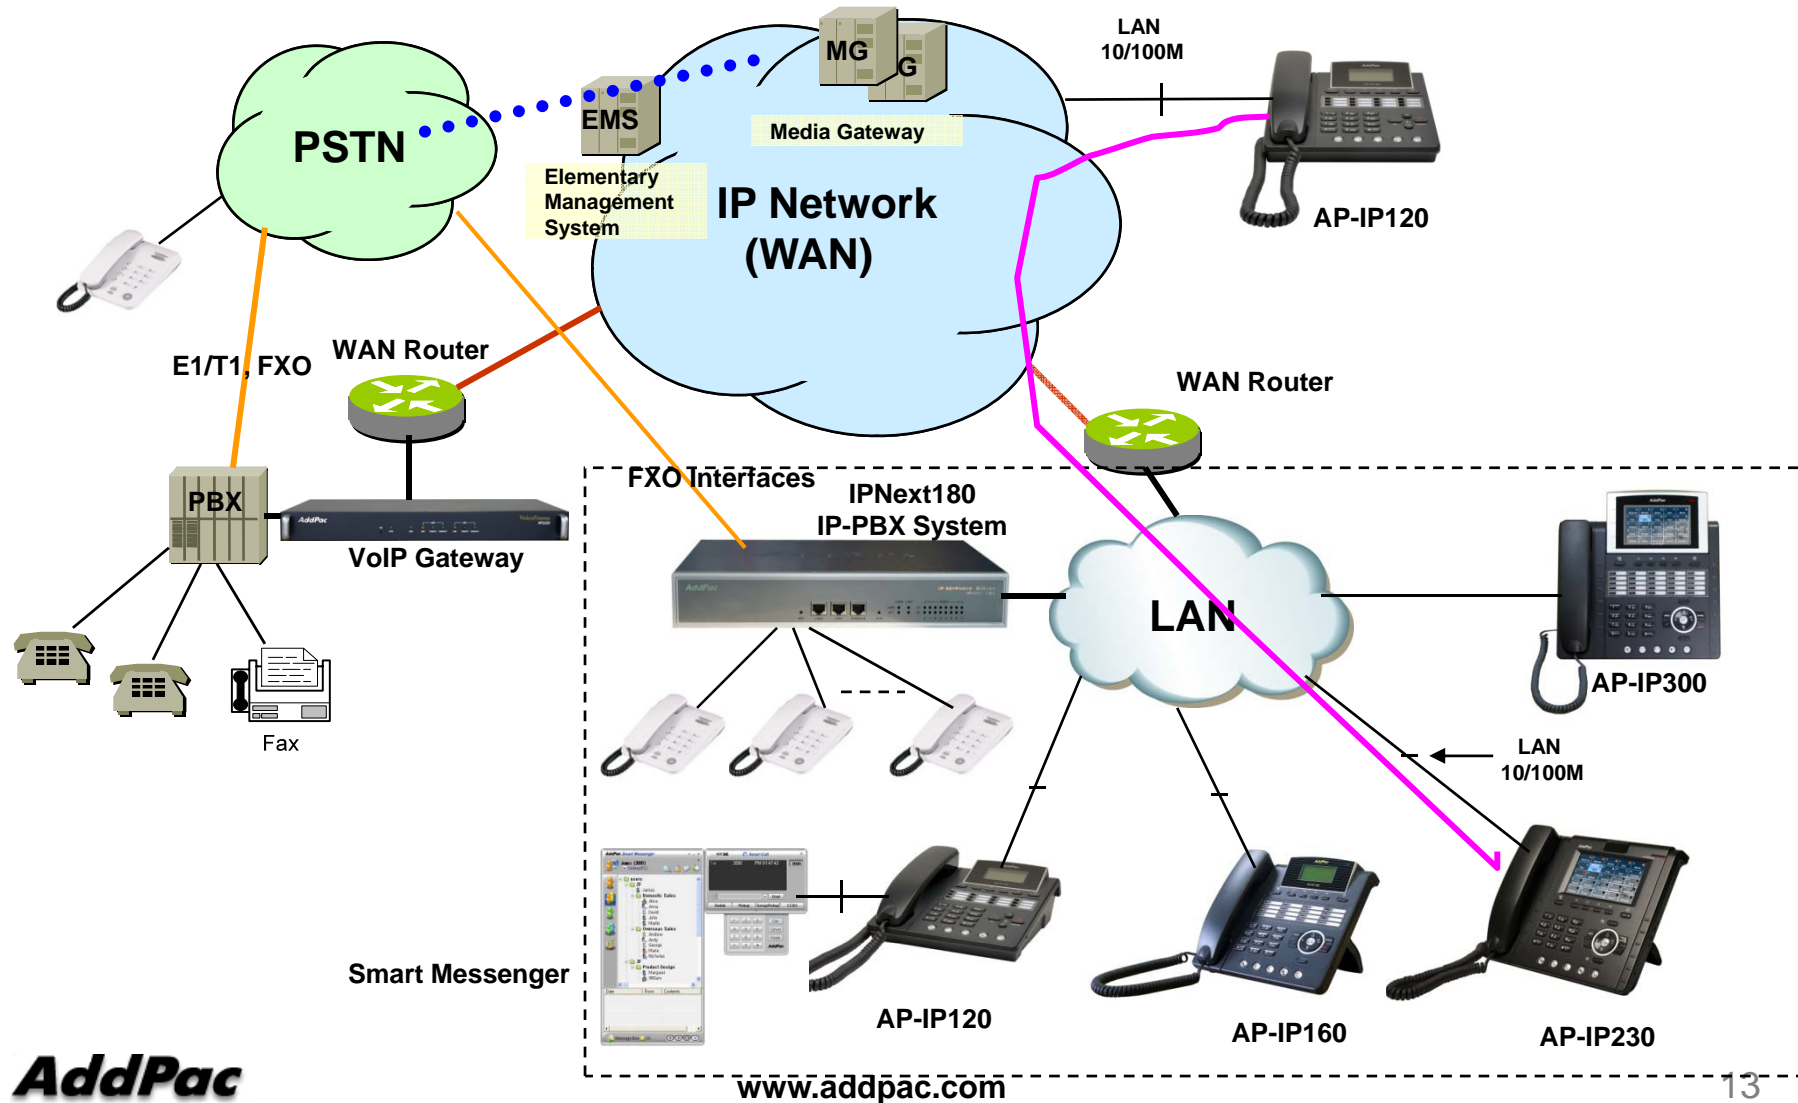 LAN
10/100M
MG
G
EMS
PSTN
Media Gateway
Elementary
Management
System
IP Network
(WAN)
AP-IP120
E1/T1, FXO
WAN Router
WAN Router
FXO Interfaces
IPNext180
IP-PBX System
PBX
AddPac
VoIP Gateway
AddPac
LAN
AP-IP300
Fax
LAN
10/100M
Smart Messenger
AP-IP120
AP-IP160
AP-IP230
AddPac
www.addpac.com
13